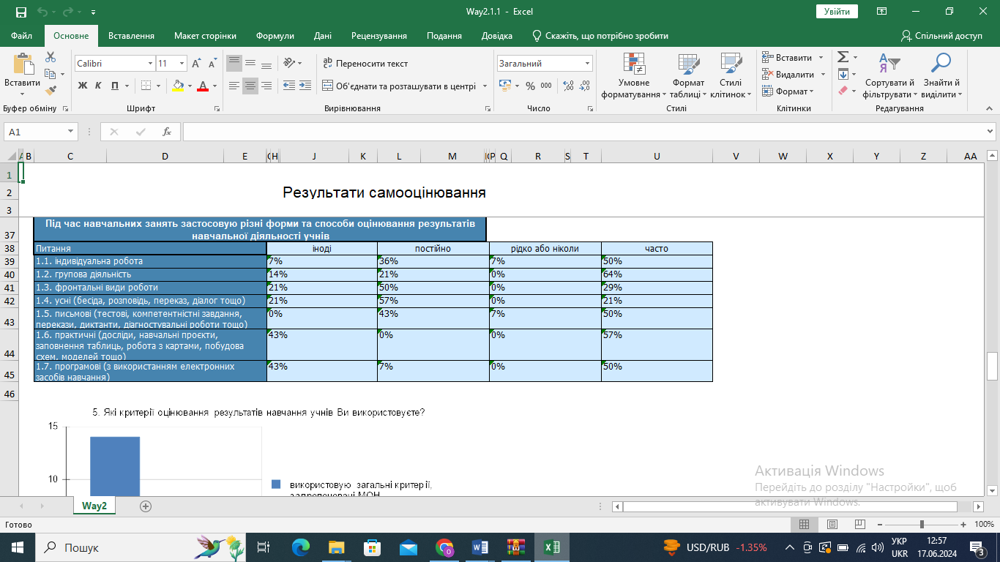 Way2.1.1 - Excel
Увійти
Файл Основне Вставлення Макет сторінки Формули Дані Рецензування Подання Довідка Скажіть, що потрібно зробити Спільний доступ
Вставити
Буфер обміну
Calibri 11
Ж К П
Шрифт
Переносити текст
Об'єднати та розташувати в центрі
Вирівнювання
Загальний
% 000
Число
Умовне форматування
Формат таблиці
Стилі клітинок
Стилі
Вставити
Видалити
Формат
Клітинки
Сортувати й фільтрувати
Знайти й виділити
Редагування
A1
fx
A B C D E G H J K L M P Q R S T U V W X Y Z AA
1
2 Результати самооцінювання
3
37 Під час навчальних занять застосовую різні форми та способи оцінювання результатів
навчальної діяльності учнів
38 Питання іноді постійно рідко або ніколи часто
39 1.1. індивідуальна робота 7% 36% 7% 50%
40 1.2. групова діяльність 14% 21% 0% 64%
41 1.3. фронтальні види роботи 21% 50% 0% 29%
42 1.4. усні (бесіда, розповідь, переказ, діалог тощо) 21% 57% 0% 21%
43 1.5. письмові (тестові, компетентністні завдання, 0% 43% 7% 50%
перекази, диктанти, діагностувальні роботи тощо)
44 1.6. практичні (досліди, навчальні проєкти, 43% 0% 0% 57%
заповнення таблиць, робота з картами, побудова
схем, моделей тощо)
45 1.7. програмові (з використанням електронних 43% 7% 0% 50%
засобів навчання)
46
5. Які критерії оцінювання результатів навчання учнів Ви використовуєте?
15
10
використовую загальні критерії,
запропоновані МОН
Активація Windows
Перейдіть до розділу "Настройки", щоб
активувати Windows.
Way2
Готово 100%
Пошук
USD/RUB -1.35%
УКР
UKR
12:57
17.06.2024
3